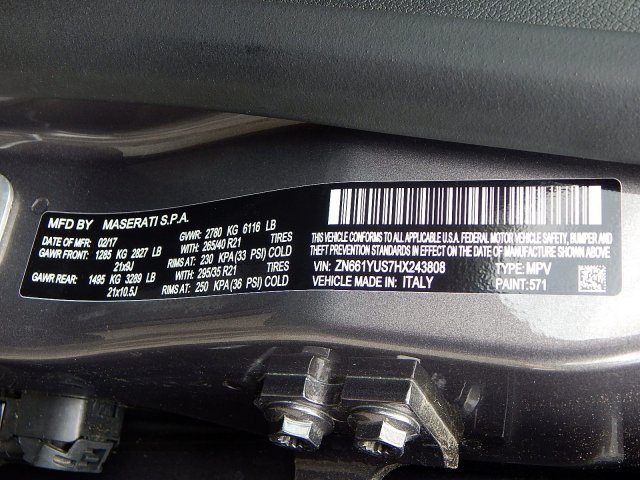 MFD BY MASERATI S.P.A.
DATE OF MFR: 02/17 GVWR: 2780 KG 6116 LB
GAWR FRONT: 1285 KG 2827 LB WITH: 265/40 R21 TIRES
21x9J RIMS AT: 230 KPA (33 PSI) COLD
GAWR REAR: 1495 KG 3289 LB WITH: 295/35 R21 TIRES
21x10.5J RIMS AT: 250 KPA (36 PSI) COLD
THIS VEHICLE CONFORMS TO ALL APPLICABLE U.S.A. FEDERAL MOTOR VEHICLE SAFETY, BUMPER AND
THEFT PREVENTION STANDARDS IN EFFECT ON THE DATE OF MANUFACTURE SHOWN ABOVE.
VIN: ZN661YUS7HX243808 TYPE: MPV
VEHICLE MADE IN: ITALY PAINT: 571